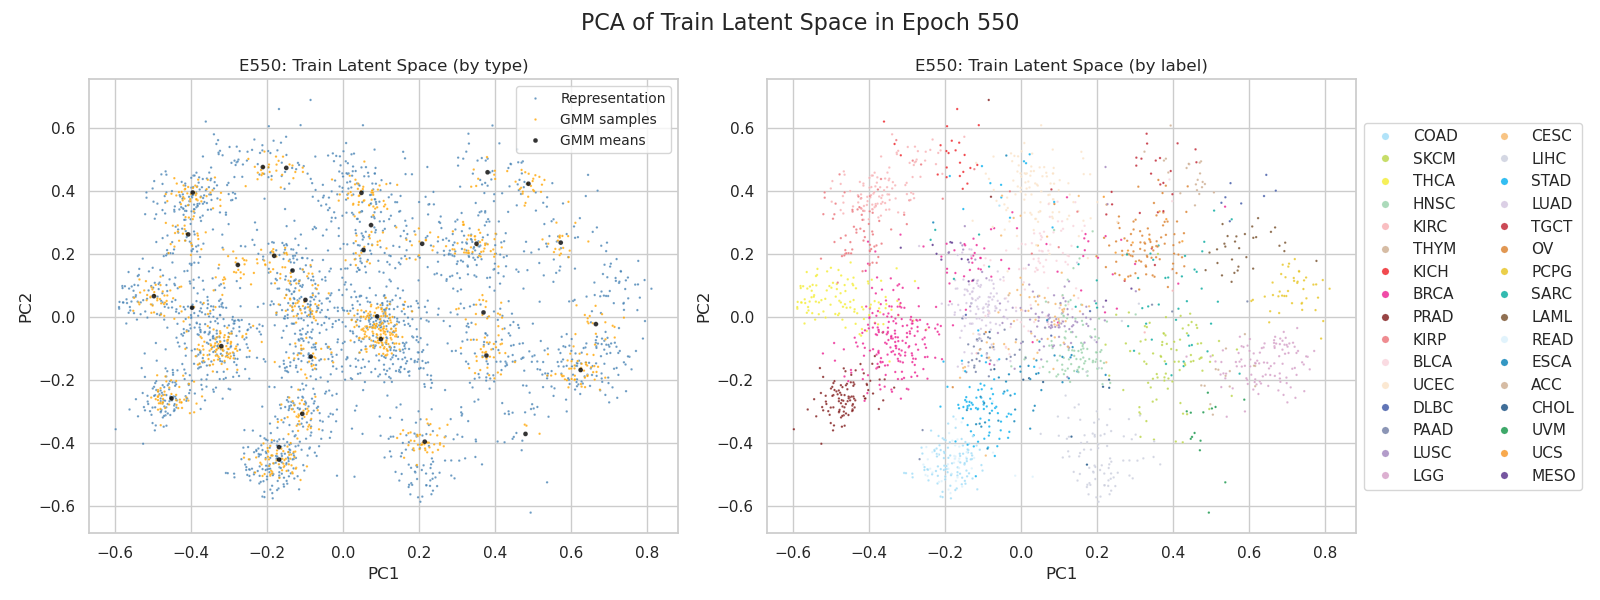 PCA of Train Latent Space in Epoch 550
E550: Train Latent Space (by type)
Representation
GMM samples
GMM means
0.6
0.4
0.2
0.0
−0.2
−0.4
−0.6
PC2
−0.6 −0.4 −0.2 0.0 0.2 0.4 0.6 0.8
PC1
E550: Train Latent Space (by label)
0.6
0.4
0.2
0.0
−0.2
−0.4
−0.6
PC2
−0.6 −0.4 −0.2 0.0 0.2 0.4 0.6 0.8
PC1
COAD
SKCM
THCA
HNSC
KIRC
THYM
KICH
BRCA
PRAD
KIRP
BLCA
UCEC
DLBC
PAAD
LUSC
LGG
CESC
LIHC
STAD
LUAD
TGCT
OV
PCPG
SARC
LAML
READ
ESCA
ACC
CHOL
UVM
UCS
MESO